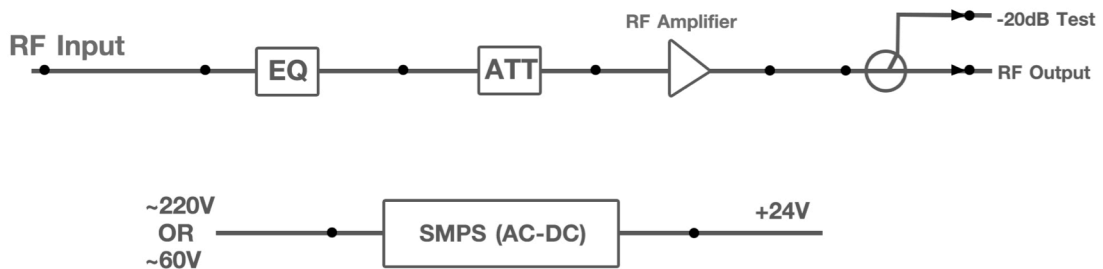 RF Amplifier
-20dB Test
RF Input
EQ
ATT
RF Output
~220V
OR
~60V
SMPS (AC-DC)
+24V